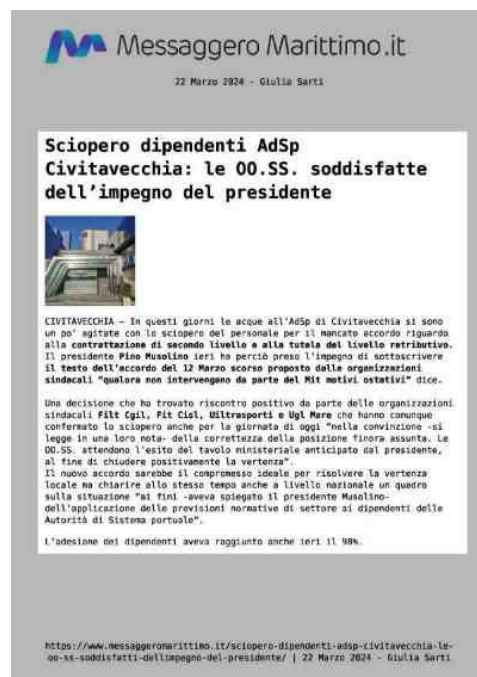 Messaggero Marittimo.it
22 Marzo 2024 - Giulia Sarti
Sciopero dipendenti AdSp
Civitavecchia: le OO.SS. soddisfatte
dell'impegno del presidente
CIVITAVECCHIA – In questi giorni le acque all'AdSp di Civitavecchia si sono
un po' agitate con lo sciopero del personale per il mancato accordo riguardo
alla contrattazione di secondo livello e alla tutela del livello retributivo.
Il presidente Pino Musolino ieri ha perciò preso l'impegno di sottoscrivere
il testo dell'accordo del 12 Marzo scorso proposto dalle organizzazioni
sindacali "qualora non intervengano da parte del Mit motivi ostativi" dice.
Una decisione che ha trovato riscontro positivo da parte delle organizzazioni
sindacali Filt Cgil, Fit Cisl, Uiltrasporti e Ugl Mare che hanno comunque
confermato lo sciopero anche per la giornata di oggi "nella convinzione -si
legge in una loro nota- della correttezza della posizione finora assunta. Le
OO.SS. attendono l'esito del tavolo ministeriale anticipato dal presidente,
al fine di chiudere positivamente la vertenza".
Il nuovo accordo sarebbe il compromesso ideale per risolvere la vertenza
locale ma chiarire allo stesso tempo anche a livello nazionale un quadro
sulla situazione "ai fini -aveva spiegato il presidente Musolino-
dell'applicazione delle previsioni normative di settore ai dipendenti delle
Autorità di Sistema portuale".
L'adesione dei dipendenti aveva raggiunto anche ieri il 98%.
https://www.messaggeromarittimo.it/sciopero-dipendenti-adsp-civitavecchia-le-
oo-ss-soddisfatti-dellimpegno-del-presidente/ | 22 Marzo 2024 - Giulia Sarti